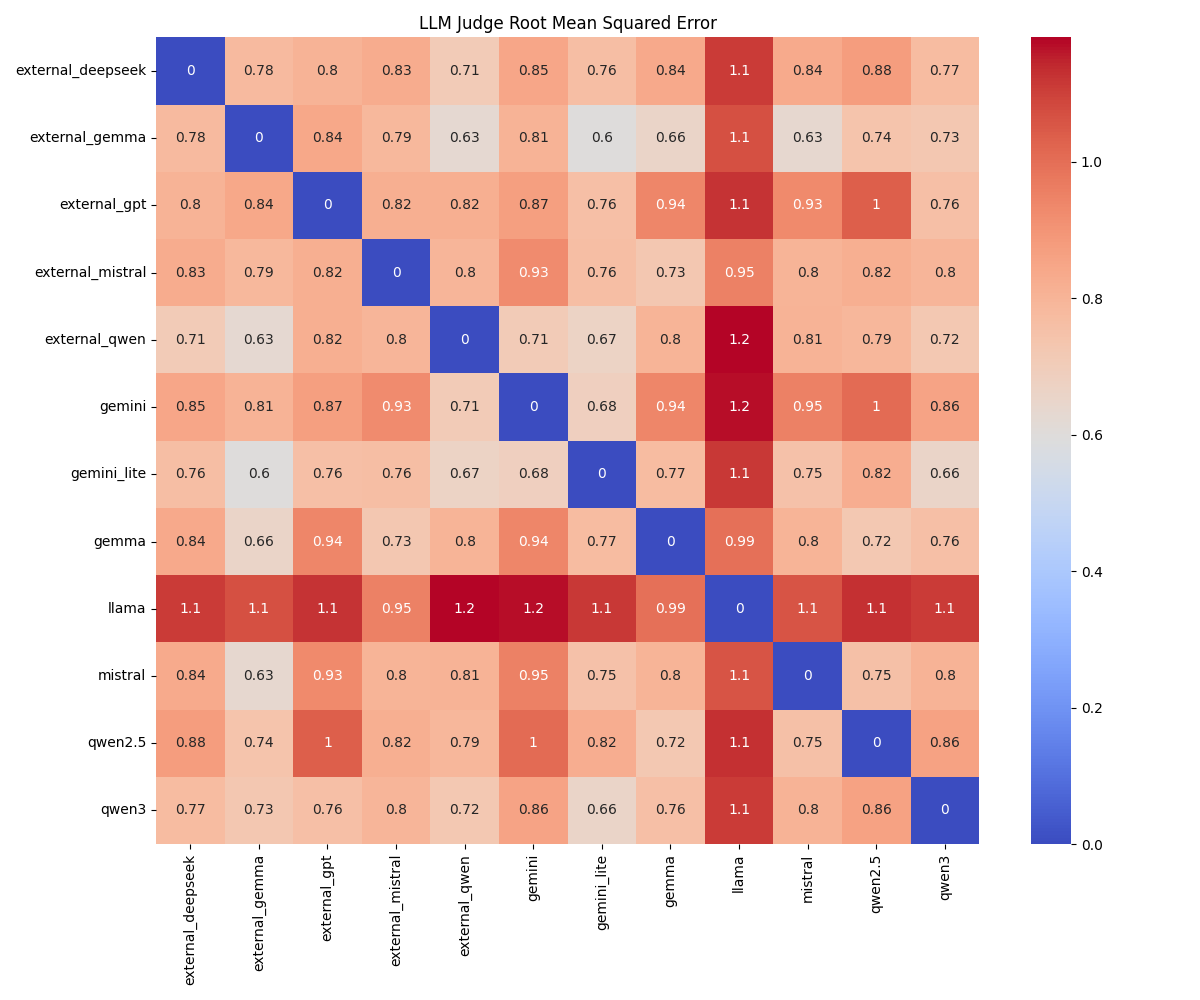 LLM Judge Root Mean Squared Error
external_deepseek 0 0.78 0.8 0.83 0.71 0.85 0.76 0.84 1.1 0.84 0.88 0.77
external_gemma 0.78 0 0.84 0.79 0.63 0.81 0.6 0.66 1.1 0.63 0.74 0.73
external_gpt 0.8 0.84 0 0.82 0.82 0.87 0.76 0.94 1.1 0.93 1 0.76
external_mistral 0.83 0.79 0.82 0 0.8 0.93 0.76 0.73 0.95 0.8 0.82 0.8
external_qwen 0.71 0.63 0.82 0.8 0 0.71 0.67 0.8 1.2 0.81 0.79 0.72
gemini 0.85 0.81 0.87 0.93 0.71 0 0.68 0.94 1.2 0.95 1 0.86
gemini_lite 0.76 0.6 0.76 0.76 0.67 0.68 0 0.77 1.1 0.75 0.82 0.66
gemma 0.84 0.66 0.94 0.73 0.8 0.94 0.77 0 0.99 0.8 0.72 0.76
llama 1.1 1.1 1.1 0.95 1.2 1.2 1.1 0.99 0 1.1 1.1 1.1
mistral 0.84 0.63 0.93 0.8 0.81 0.95 0.75 0.8 1.1 0 0.75 0.8
qwen2.5 0.88 0.74 1 0.82 0.79 1 0.82 0.72 1.1 0.75 0 0.86
qwen3 0.77 0.73 0.76 0.8 0.72 0.86 0.66 0.76 1.1 0.8 0.86 0
external_deepseek
external_gemma
external_gpt
external_mistral
external_qwen
gemini
gemini_lite
gemma
llama
mistral
qwen2.5
qwen3
1.0
0.8
0.6
0.4
0.2
0.0